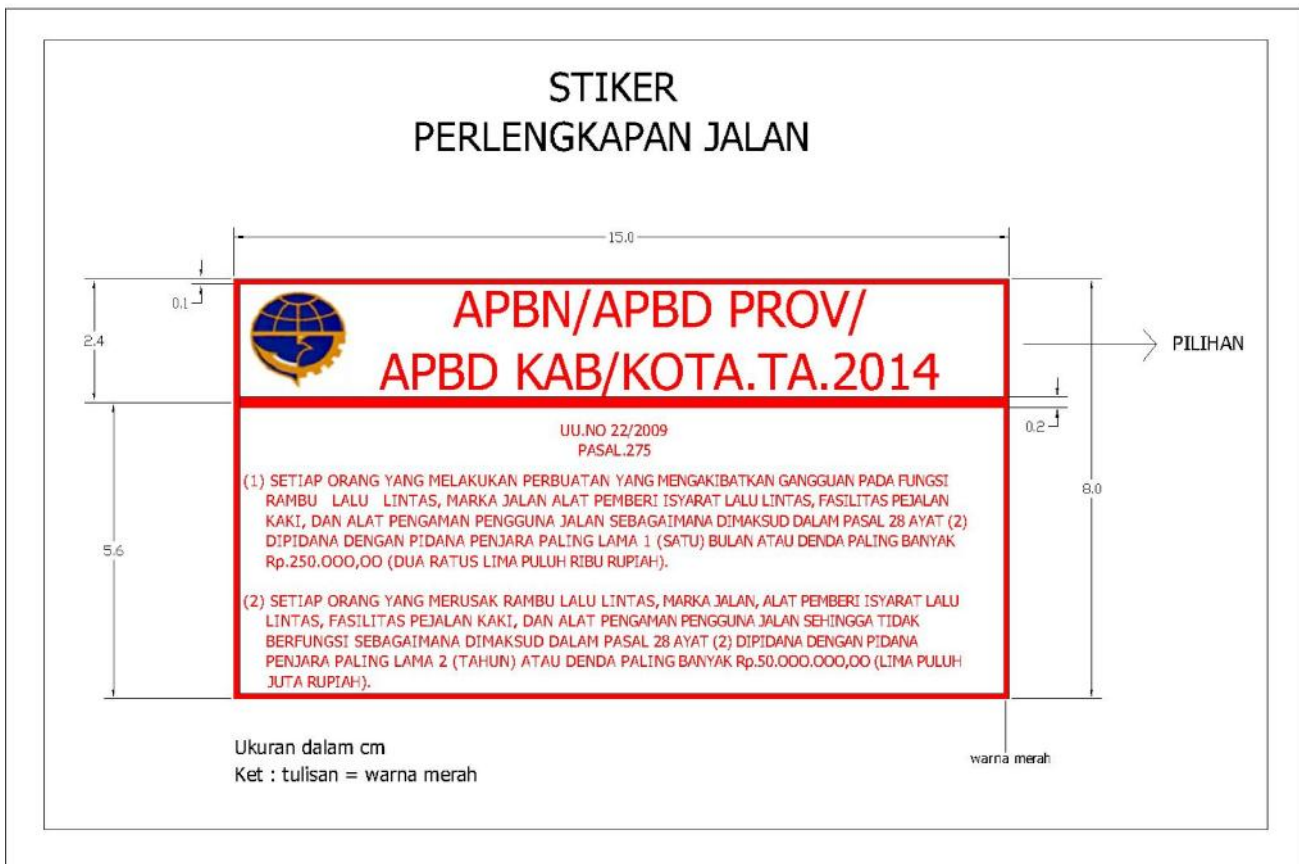 STIKER
PERLENGKAPAN JALAN
15.0
0.1
2.4
APBN/APBD PROV/
APBD KAB/KOTA.TA.2014
PILIHAN
0.2
UU.NO 22/2009
PASAL.275
(1) SETIAP ORANG YANG MELAKUKAN PERBUATAN YANG MENGAKIBATKAN GANGGUAN PADA FUNGSI
RAMBU LALU LINTAS, MARKA JALAN ALAT PEMBERI ISYARAT LALU LINTAS, FASILITAS PEJALAN
KAKI, DAN ALAT PENGAMAN PENGGUNA JALAN SEBAGAIMANA DIMAKSUD DALAM PASAL 28 AYAT (2)
DIPIDANA DENGAN PIDANA PENJARA PALING LAMA 1 (SATU) BULAN ATAU DENDA PALING BANYAK
Rp.250.OOO,OO (DUA RATUS LIMA PULUH RIBU RUPIAH).
8.0
5.6
(2) SETIAP ORANG YANG MERUSAK RAMBU LALU LINTAS, MARKA JALAN, ALAT PEMBERI ISYARAT LALU
LINTAS, FASILITAS PEJALAN KAKI, DAN ALAT PENGAMAN PENGGUNA JALAN SEHINGGA TIDAK
BERFUNGSI SEBAGAIMANA DIMAKSUD DALAM PASAL 28 AYAT (2) DIPIDANA DENGAN PIDANA
PENJARA PALING LAMA 2 (TAHUN) ATAU DENDA PALING BANYAK Rp.50.OOO.OOO,OO (LIMA PULUH
JUTA RUPIAH).
Ukuran dalam cm
Ket : tulisan = warna merah
warna merah